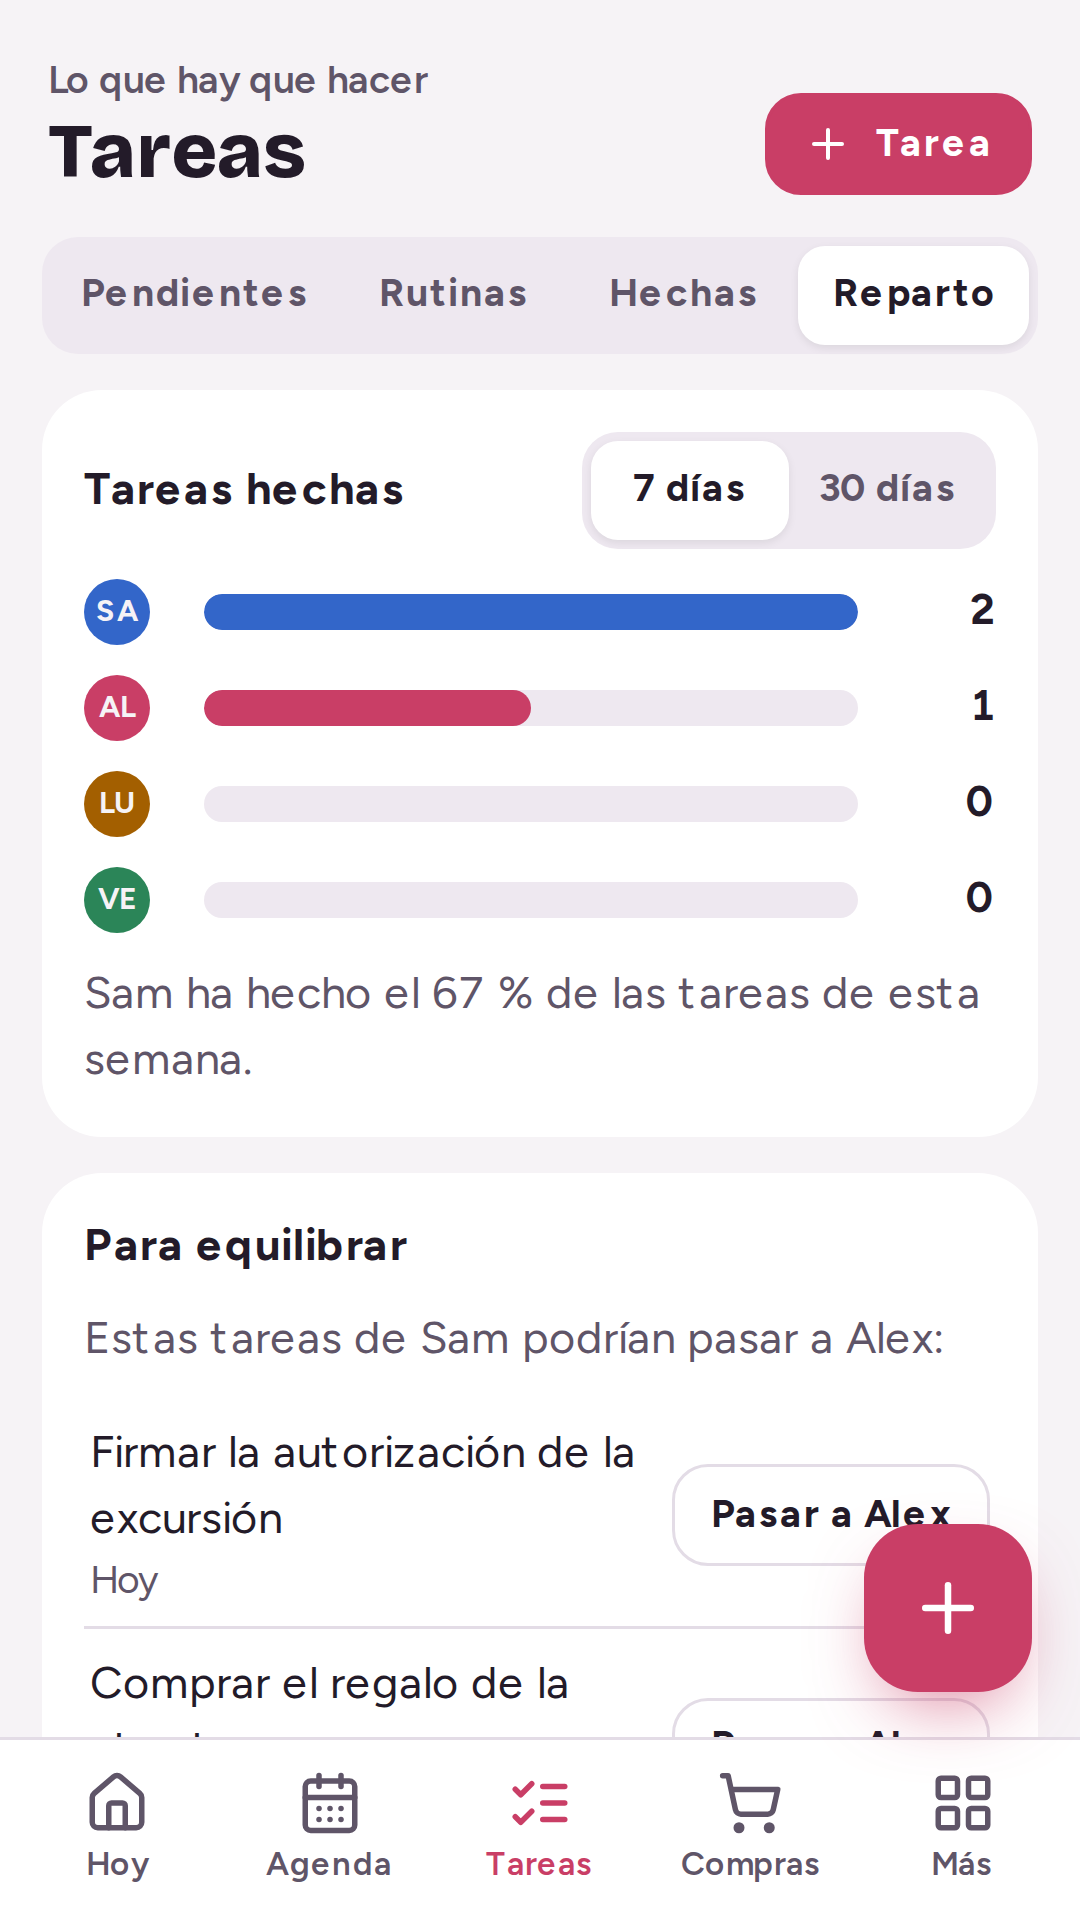 Lo que hay que hacer
Tareas
Tarea
Pendientes Rutinas Hechas Reparto
Tareas hechas
7 días 30 días
SA 2
AL 1
LU 0
VE 0
Sam ha hecho el 67 % de las tareas de esta
semana.
Para equilibrar
Estas tareas de Sam podrían pasar a Alex:
Firmar la autorización de la
excursión
Hoy
Pasar a Alex
Comprar el regalo de la
Hoy Agenda Tareas Compras Más